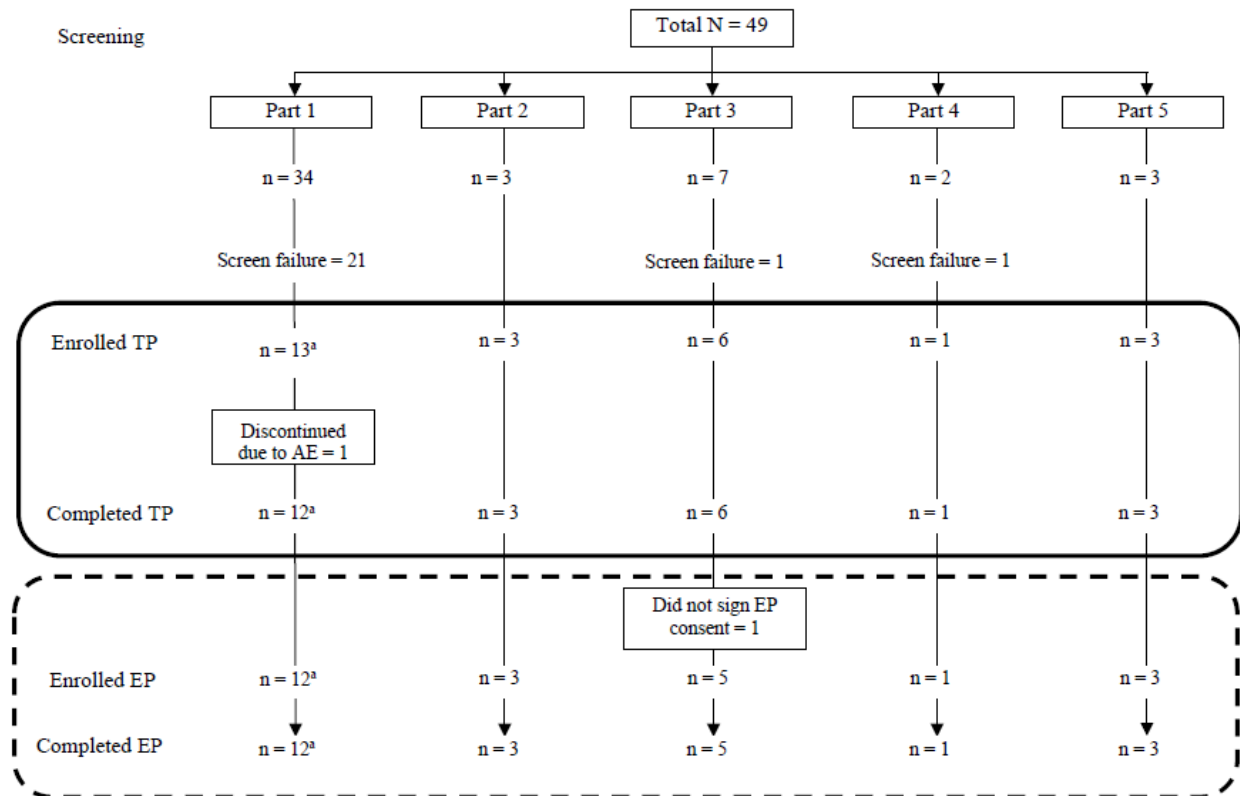 Total N = 49
Screening
Part 1 Part 2 Part 3 Part 4 Part 5
n = 34 n = 3 n = 7 n = 2 n = 3
Screen failure = 21 Screen failure = 1 Screen failure = 1
Enrolled TP n = 13ᵃ n = 3 n = 6 n = 1 n = 3
Discontinued
due to AE = 1
Completed TP n = 12ᵃ n = 3 n = 6 n = 1 n = 3
Did not sign EP
consent = 1
Enrolled EP n = 12ᵃ n = 3 n = 5 n = 1 n = 3
Completed EP n = 12ᵃ n = 3 n = 5 n = 1 n = 3